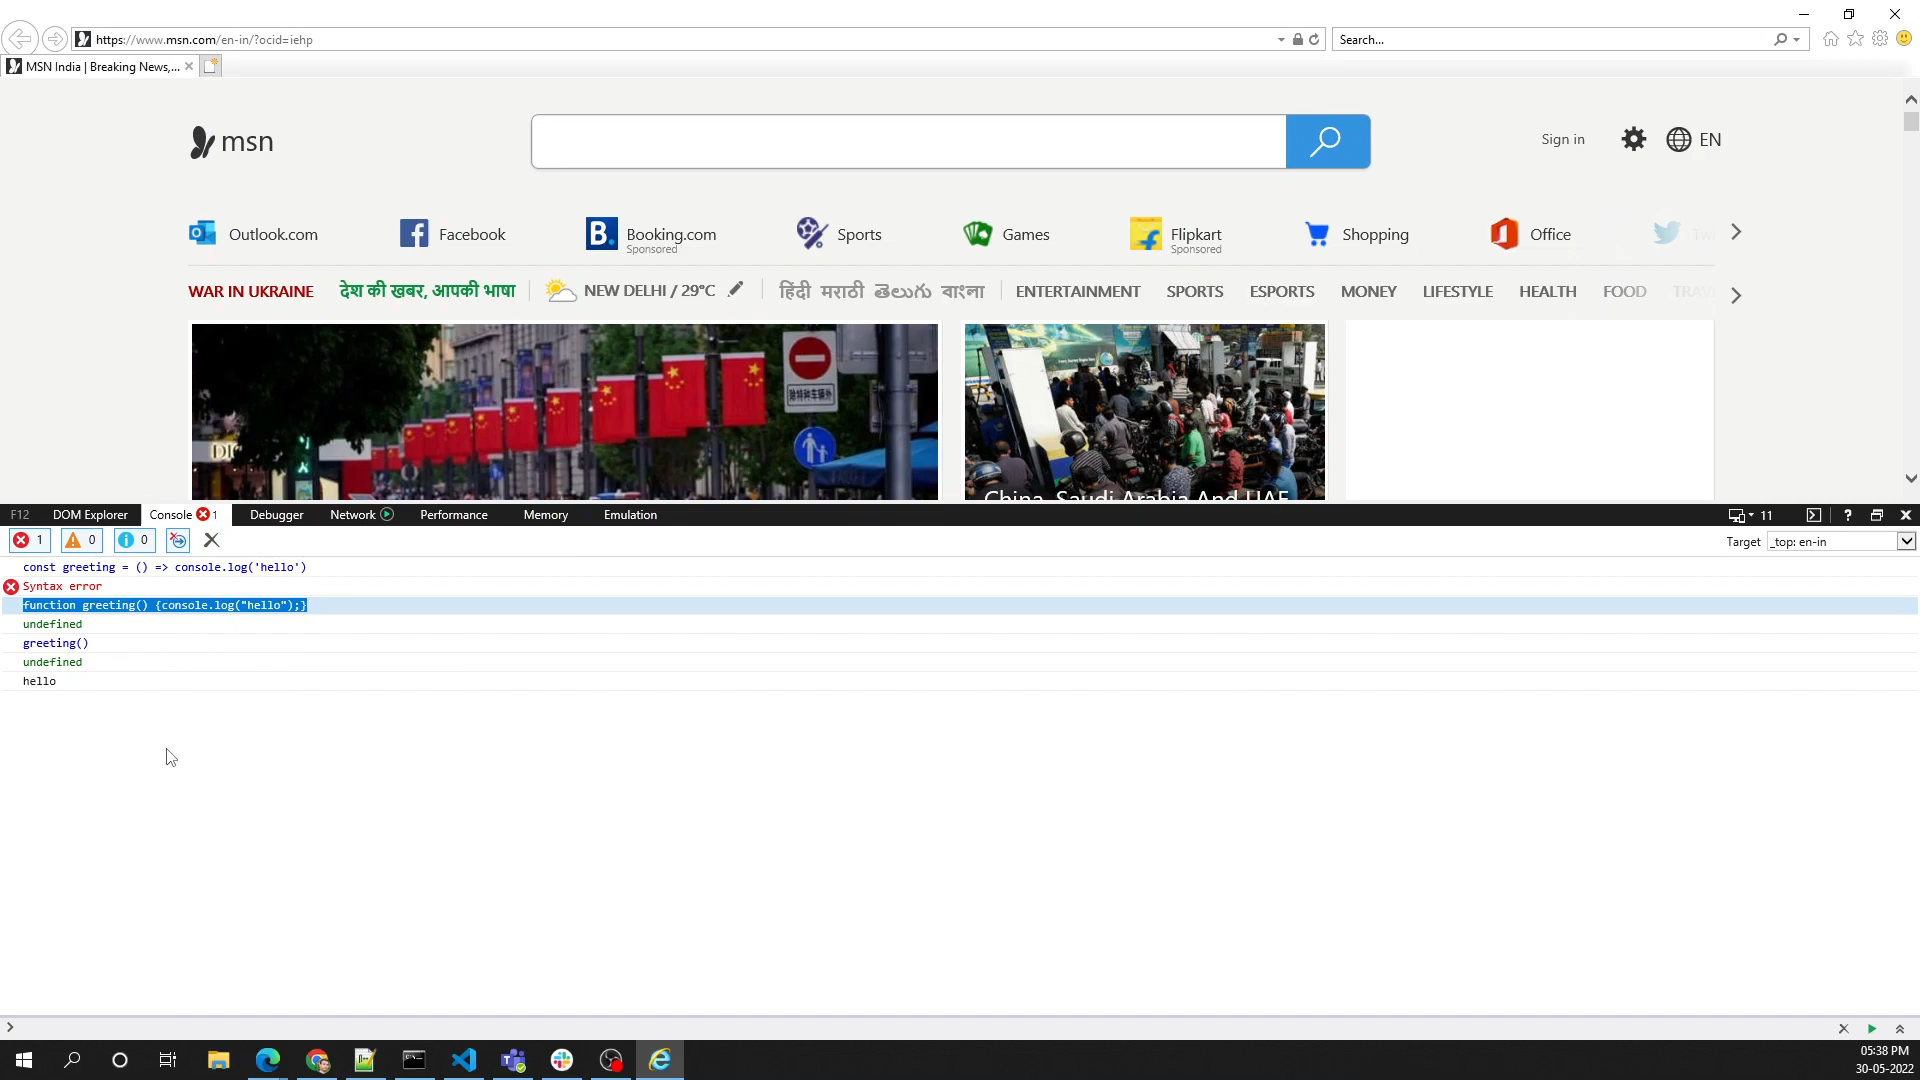 https://www.msn.com/en-in/?ocid=iehp
Search...
MSN India | Breaking News,...
msn
Sign in
EN
Outlook.com
Facebook
Booking.com
Sponsored
Sports
Games
Flipkart
Sponsored
Shopping
Office
WAR IN UKRAINE
देश की खबर, आपकी भाषा
NEW DELHI / 29°C
हिंदी मराठी తెలుగు বাংলা
ENTERTAINMENT SPORTS ESPORTS MONEY LIFESTYLE HEALTH FOOD
China, Saudi Arabia And UAE
F12 DOM Explorer Console 1 Debugger Network Performance Memory Emulation
11 ?
1 0 0
Target _top: en-in
const greeting = () => console.log('hello')
Syntax error
function greeting() {console.log("hello");}
undefined
greeting()
undefined
hello
05:38 PM
30-05-2022